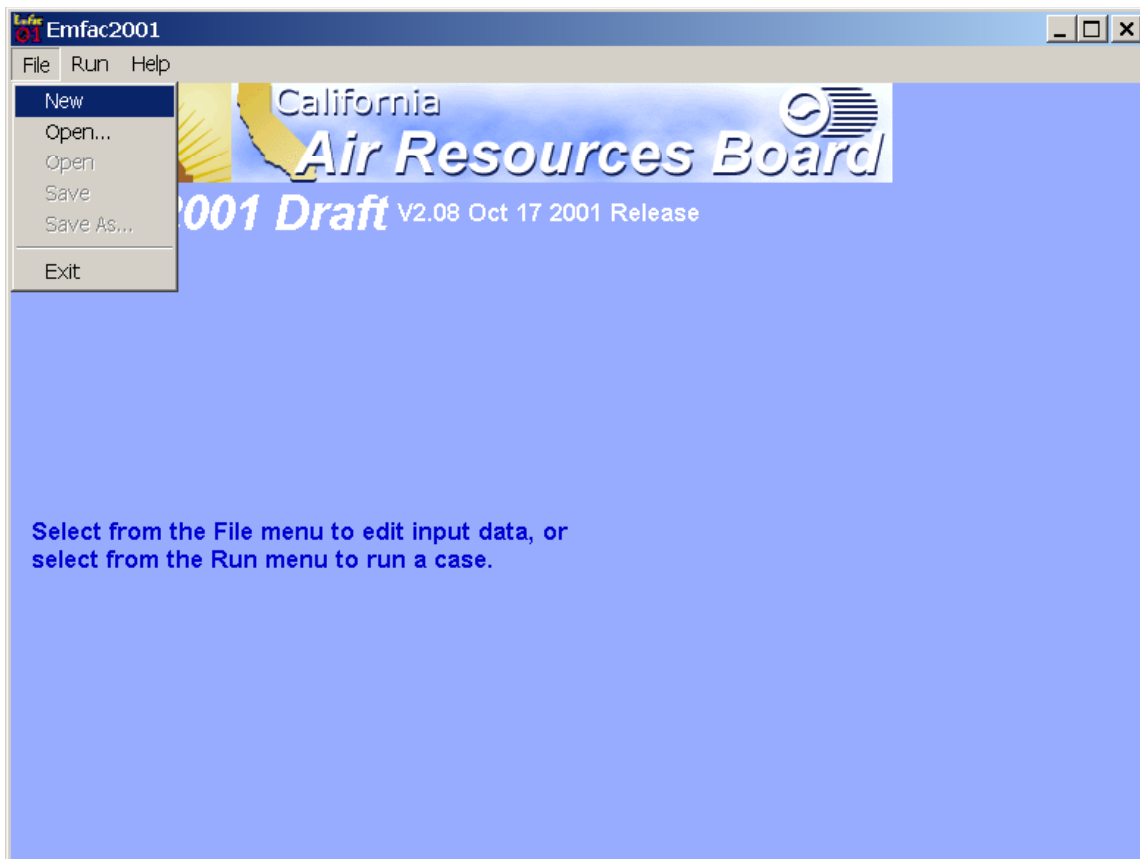 Emfac2001
File Run Help
New
Open...
Open
Save
Save As...
Exit
California
Air Resources Board
2001 Draft V2.08 Oct 17 2001 Release
Select from the File menu to edit input data, or
select from the Run menu to run a case.